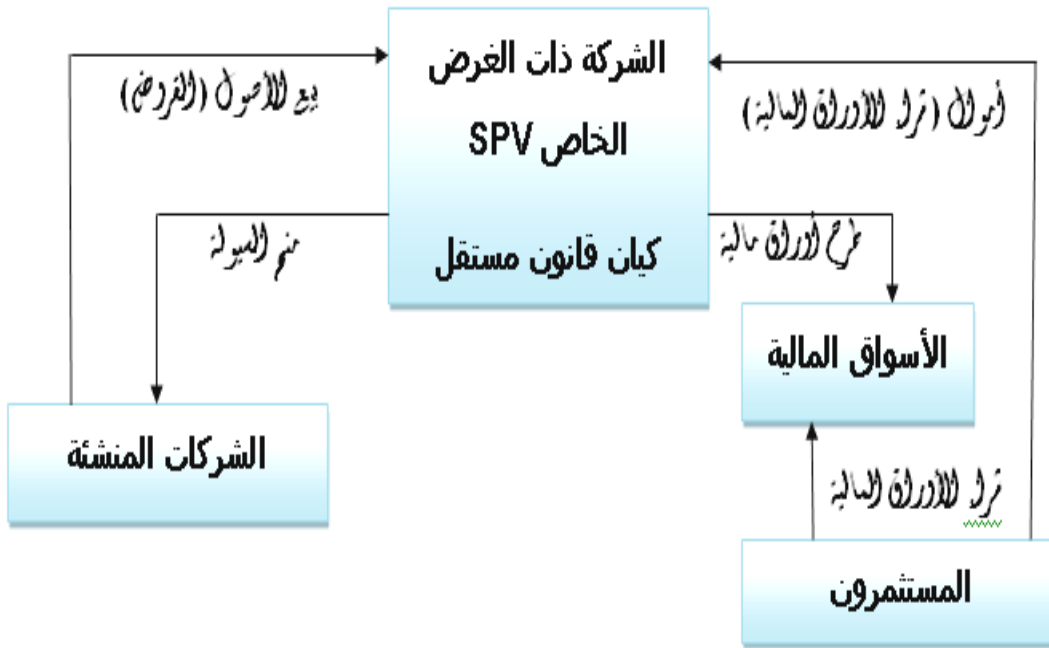 الشركة ذات الغرض
الخاص SPV
كيان قانون مستقل
أموال (شراء الأوراق المالية)
بيع الأصول (القروض)
طرح أوراق مالية
منح السيولة
الأسواق المالية
الشركات المنشئة
شراء الأوراق المالية
المستثمرون